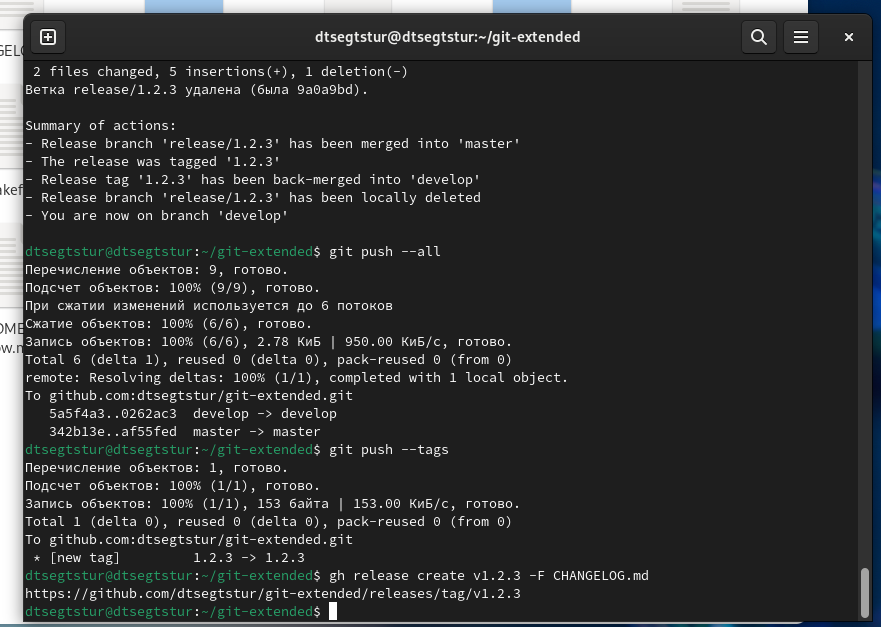 dtsegtstur@dtsegtstur:~/git-extended
2 files changed, 5 insertions(+), 1 deletion(-)
Ветка release/1.2.3 удалена (была 9a0a9bd).
Summary of actions:
- Release branch 'release/1.2.3' has been merged into 'master'
- The release was tagged '1.2.3'
- Release tag '1.2.3' has been back-merged into 'develop'
- Release branch 'release/1.2.3' has been locally deleted
- You are now on branch 'develop'
dtsegtstur@dtsegtstur:~/git-extended$ git push --all
Перечисление объектов: 9, готово.
Подсчет объектов: 100% (9/9), готово.
При сжатии изменений используется до 6 потоков
Сжатие объектов: 100% (6/6), готово.
Запись объектов: 100% (6/6), 2.78 КиБ | 950.00 КиБ/с, готово.
Total 6 (delta 1), reused 0 (delta 0), pack-reused 0 (from 0)
remote: Resolving deltas: 100% (1/1), completed with 1 local object.
To github.com:dtsegtstur/git-extended.git
5a5f4a3..0262ac3  develop -> develop
342b13e..af55fed  master -> master
dtsegtstur@dtsegtstur:~/git-extended$ git push --tags
Перечисление объектов: 1, готово.
Подсчет объектов: 100% (1/1), готово.
Запись объектов: 100% (1/1), 153 байта | 153.00 КиБ/с, готово.
Total 1 (delta 0), reused 0 (delta 0), pack-reused 0 (from 0)
To github.com:dtsegtstur/git-extended.git
* [new tag]         1.2.3 -> 1.2.3
dtsegtstur@dtsegtstur:~/git-extended$ gh release create v1.2.3 -F CHANGELOG.md
https://github.com/dtsegtstur/git-extended/releases/tag/v1.2.3
dtsegtstur@dtsegtstur:~/git-extended$